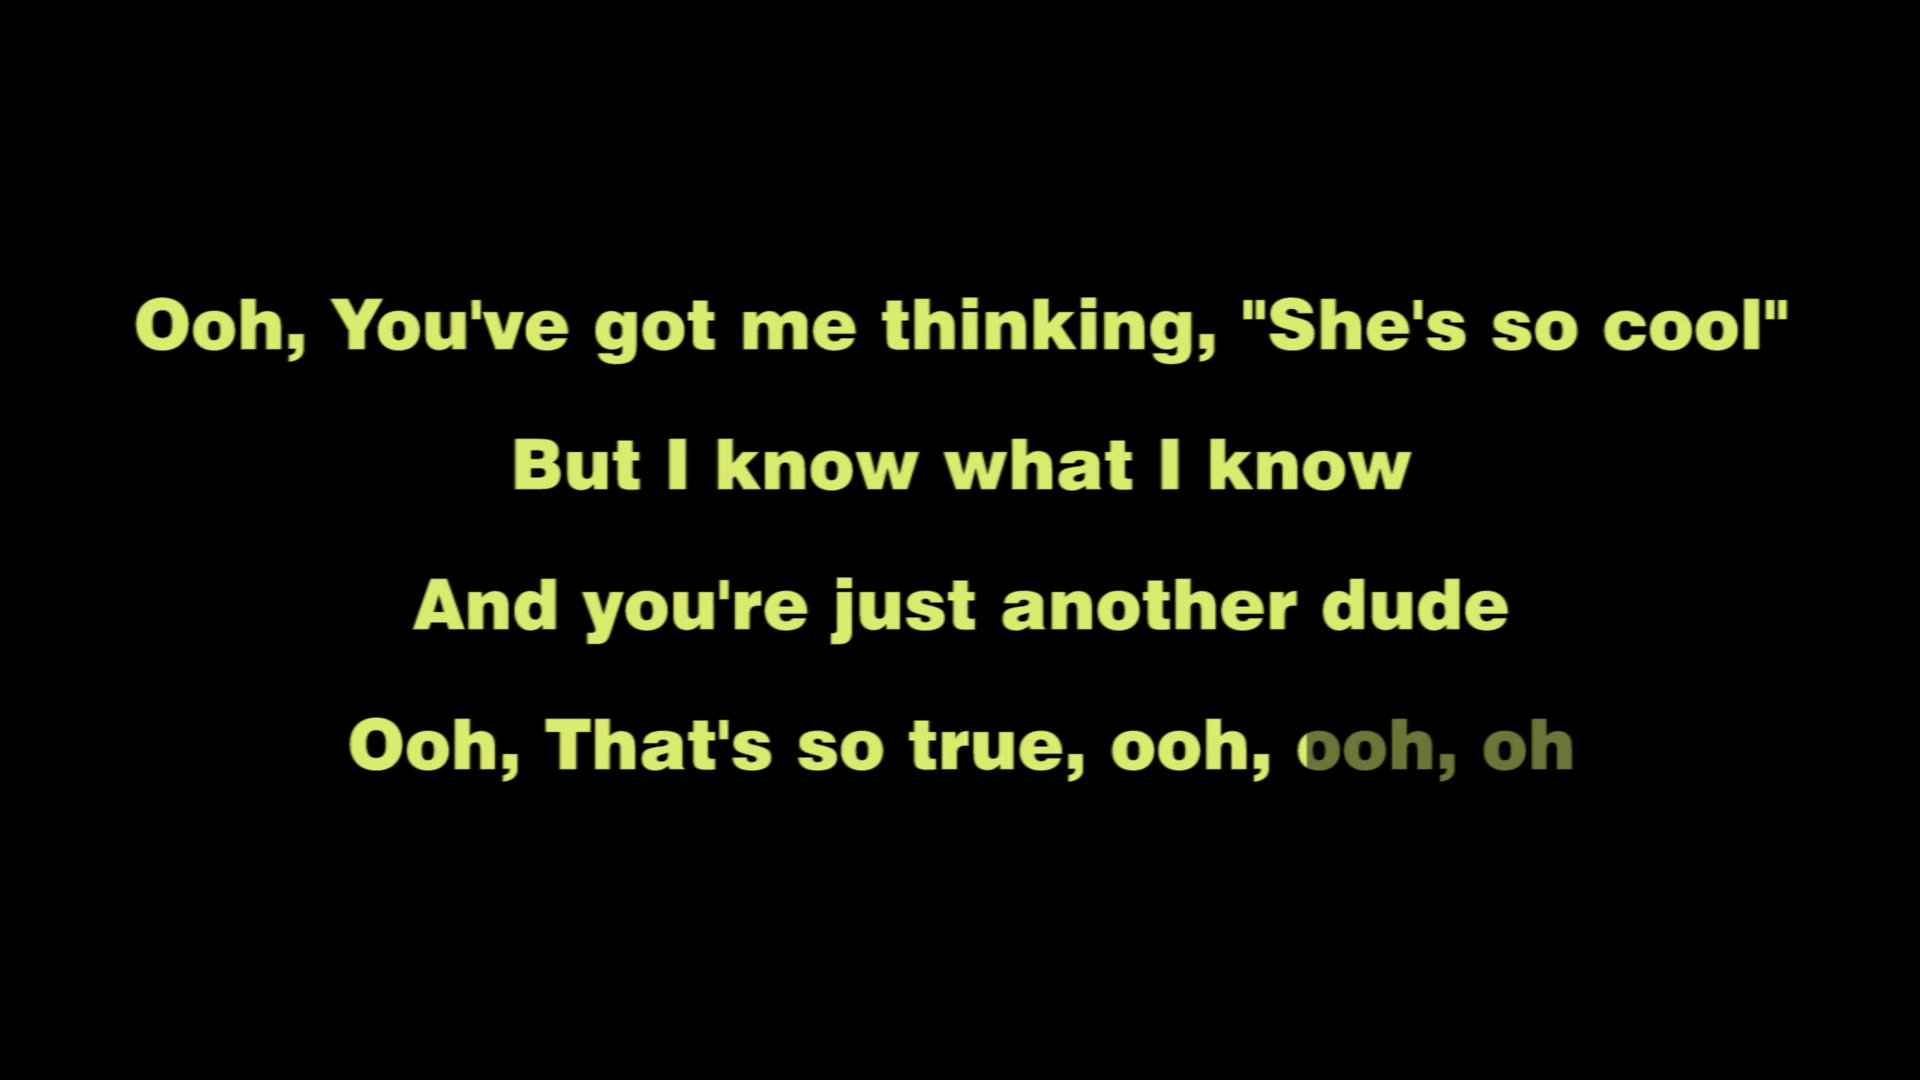 Ooh, You've got me thinking, "She's so cool"
But I know what I know
And you're just another dude
Ooh, That's so true, ooh, ooh, oh